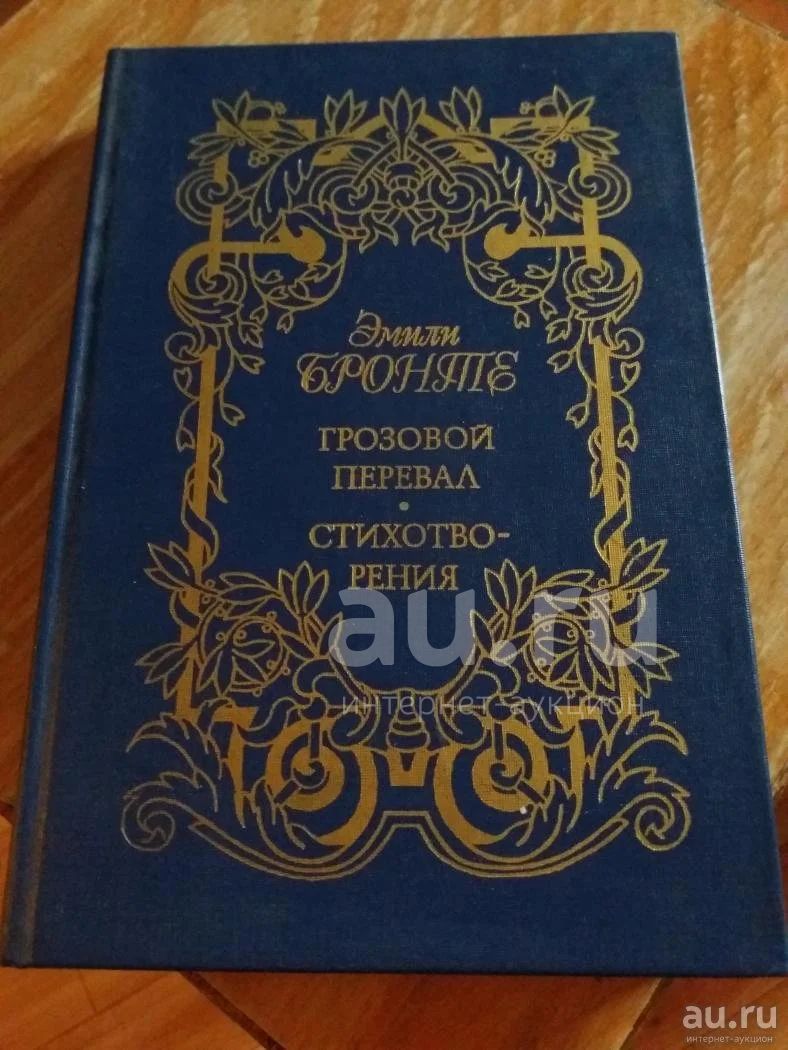 Эмили
БРОНТЕ
ГРОЗОВОЙ
ПЕРЕВАЛ
•
СТИХОТВО-
РЕНИЯ
au.ru
интернет-аукцион
au.ru
интернет-аукцион